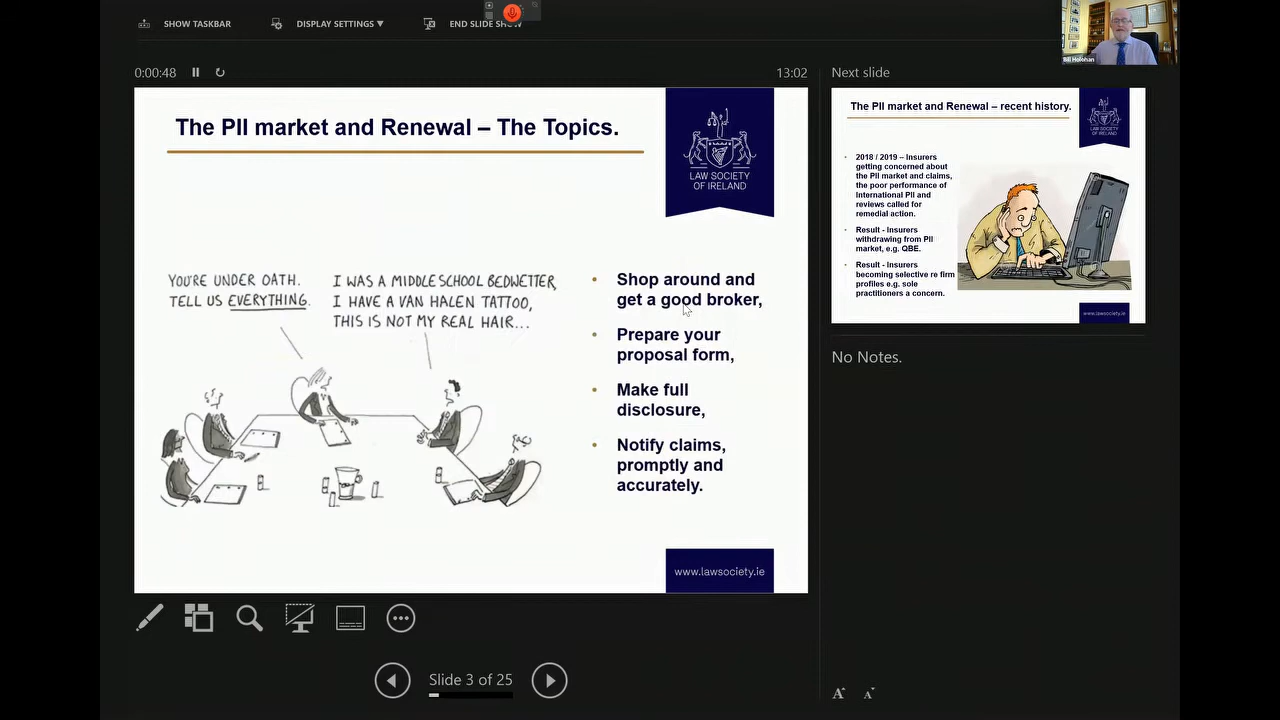 SHOW TASKBAR
DISPLAY SETTINGS ▼
END SLIDE SHOW
Bill Holohan
0:00:48
13:02
The PII market and Renewal – The Topics.
LAW SOCIETY
OF IRELAND
YOU'RE UNDER OATH.
TELL US EVERYTHING.
I WAS A MIDDLE SCHOOL BEDWETTER,
I HAVE A VAN HALEN TATTOO,
THIS IS NOT MY REAL HAIR...
• Shop around and
get a good broker,
• Prepare your
proposal form,
• Make full
disclosure,
• Notify claims,
promptly and
accurately.
www.lawsociety.ie
Slide 3 of 25
Next slide
The PII market and Renewal – recent history.
LAW SOCIETY
OF IRELAND
• 2018 / 2019 – Insurers
getting concerned about
the PII market and claims,
the poor performance of
International PII and
reviews called for
remedial action.
• Result - Insurers
withdrawing from PII
market, e.g. QBE.
• Result - Insurers
becoming selective re firm
profiles e.g. sole
practitioners a concern.
www.lawsociety.ie
No Notes.
A A